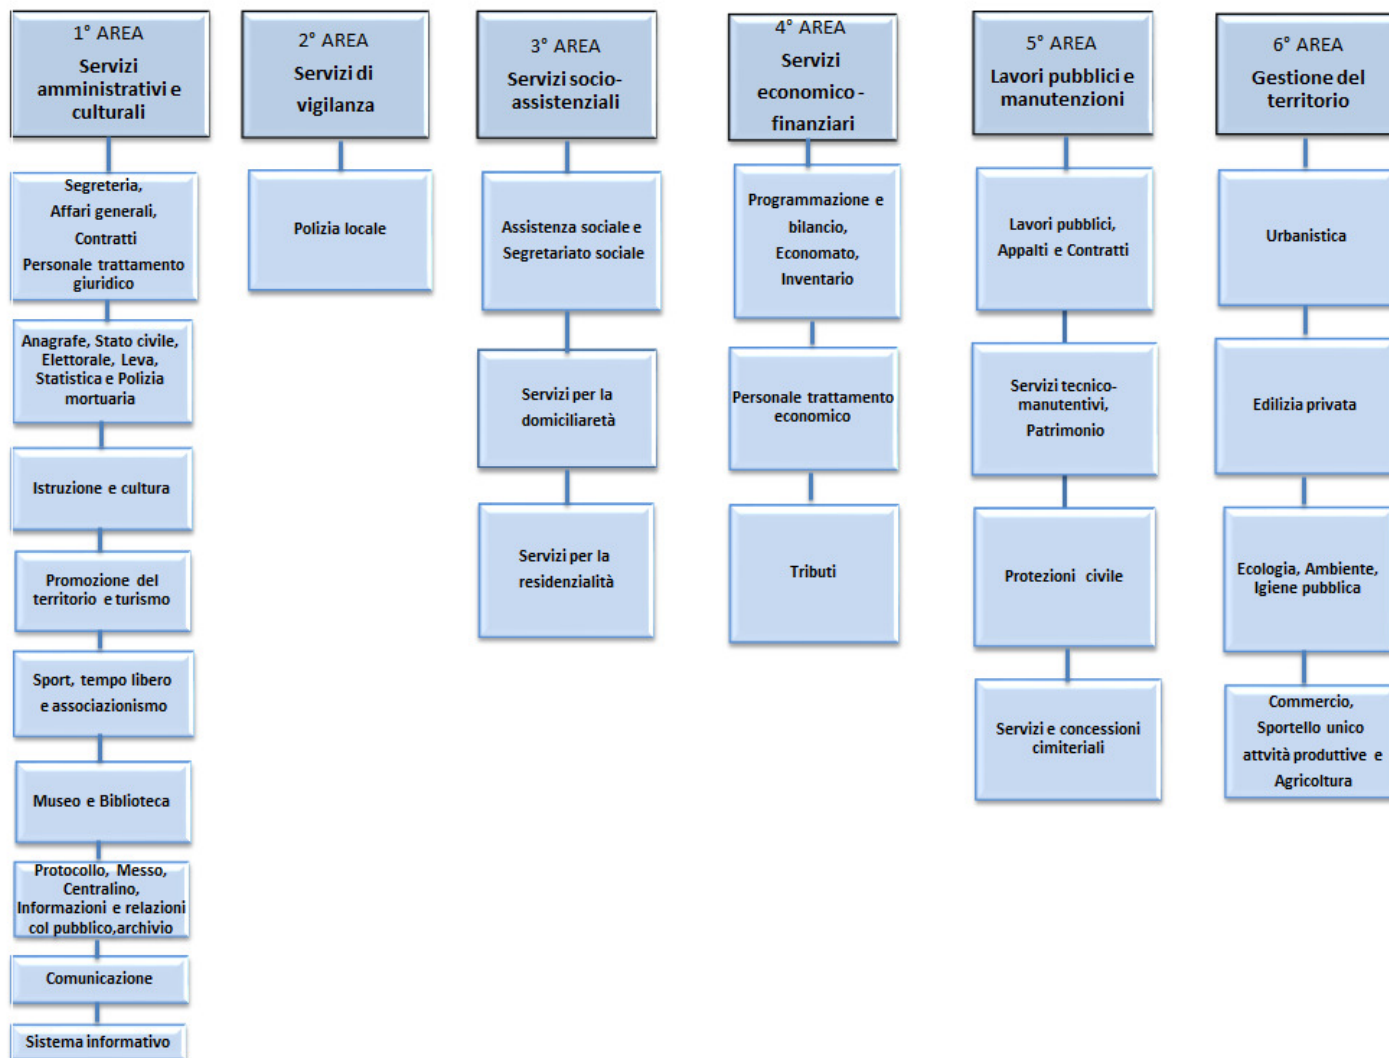 1° AREA
Servizi
amministrativi e
culturali
Segreteria,
Affari generali,
Contratti
Personale trattamento
giuridico
Anagrafe, Stato civile,
Elettorale, Leva,
Statistica e Polizia
mortuaria
Istruzione e cultura
Promozione del
territorio e turismo
Sport, tempo libero
e associazionismo
Museo e Biblioteca
Protocollo, Messo,
Centralino,
Informazioni e relazioni
col pubblico,archivio
Comunicazione
Sistema informativo
2° AREA
Servizi di
vigilanza
Polizia locale
3° AREA
Servizi socio-
assistenziali
Assistenza sociale e
Segretariato sociale
Servizi per la
domiciliaretà
Servizi per la
residenzialità
4° AREA
Servizi
economico -
finanziari
Programmazione e
bilancio,
Economato,
Inventario
Personale trattamento
economico
Tributi
5° AREA
Lavori pubblici e
manutenzioni
Lavori pubblici,
Appalti e Contratti
Servizi tecnico-
manutentivi,
Patrimonio
Protezioni civile
Servizi e concessioni
cimiteriali
6° AREA
Gestione del
territorio
Urbanistica
Edilizia privata
Ecologia, Ambiente,
Igiene pubblica
Commercio,
Sportello unico
attvità produttive e
Agricoltura